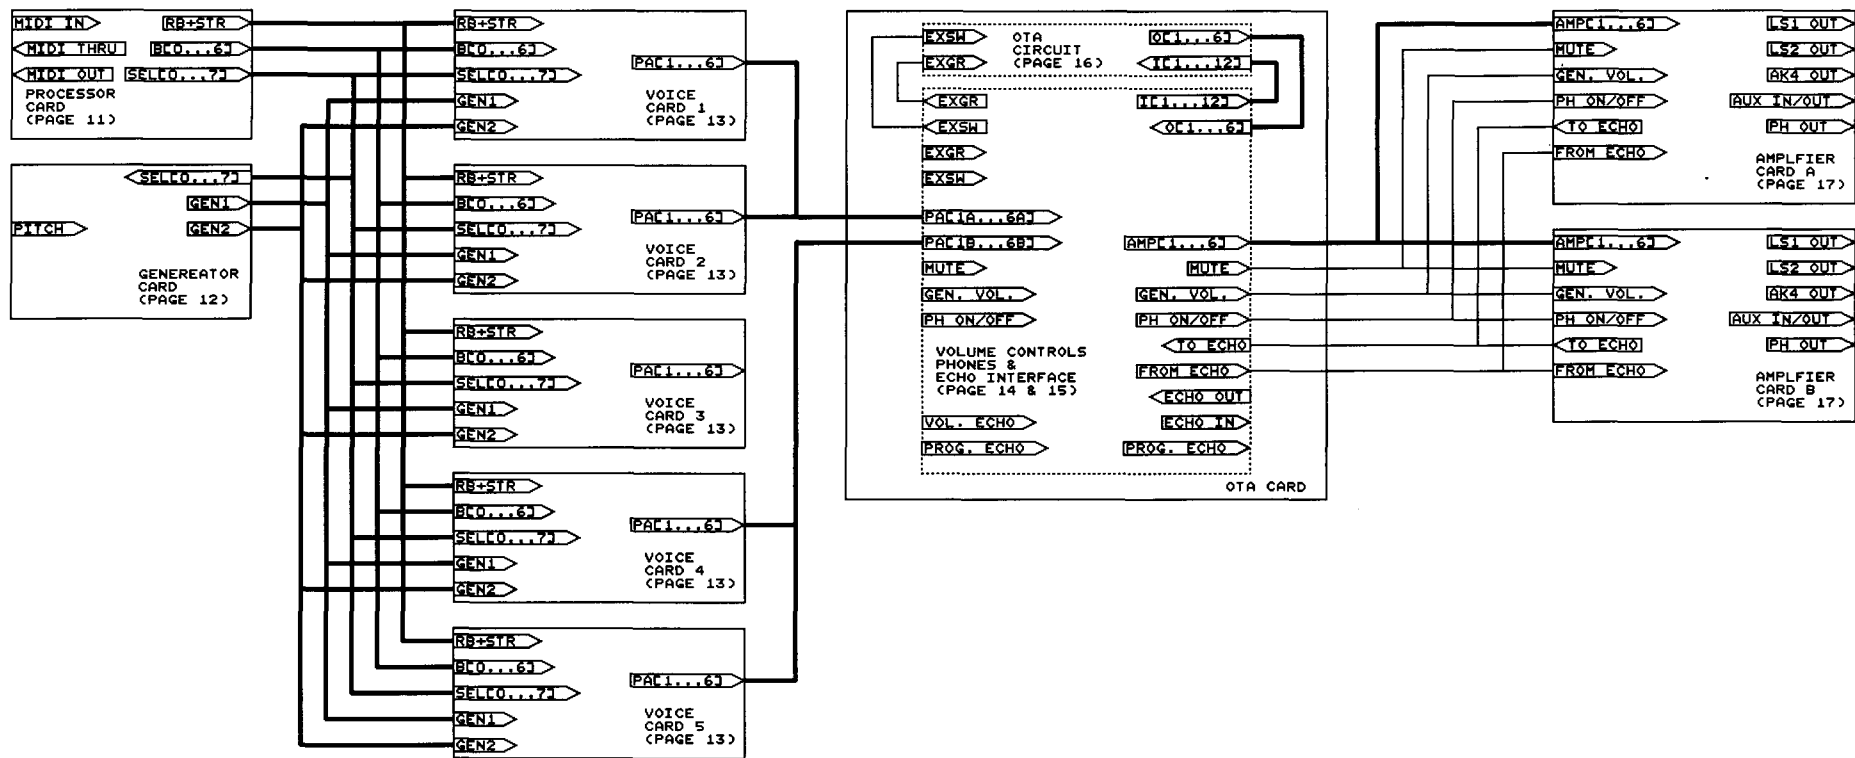 MIDI IN
RB+STR
MIDI THRU
B[0...6]
MIDI OUT
SEL[0...7]
PROCESSOR
CARD
(PAGE 11)
SEL[0...7]
GEN1
PITCH
GEN2
GENEREATOR
CARD
(PAGE 12)
RB+STR
B[0...6]
PA[1...6]
SEL[0...7]
GEN1
GEN2
VOICE
CARD 1
(PAGE 13)
RB+STR
B[0...6]
PA[1...6]
SEL[0...7]
GEN1
GEN2
VOICE
CARD 2
(PAGE 13)
RB+STR
B[0...6]
PA[1...6]
SEL[0...7]
GEN1
GEN2
VOICE
CARD 3
(PAGE 13)
RB+STR
B[0...6]
PA[1...6]
SEL[0...7]
GEN1
GEN2
VOICE
CARD 4
(PAGE 13)
RB+STR
B[0...6]
PA[1...6]
SEL[0...7]
GEN1
GEN2
VOICE
CARD 5
(PAGE 13)
EXSW
EXGR
OTA
CIRCUIT
(PAGE 16)
O[1...6]
I[1...12]
EXGR
I[1...12]
EXSW
O[1...6]
EXGR
EXSW
PA[1A...6A]
PA[1B...6B]
AMP[1...6]
MUTE
MUTE
GEN. VOL.
GEN. VOL.
PH ON/OFF
PH ON/OFF
TO ECHO
FROM ECHO
ECHO OUT
VOLUME CONTROLS
PHONES &
ECHO INTERFACE
(PAGE 14 & 15)
VOL. ECHO
ECHO IN
PROG. ECHO
PROG. ECHO
OTA CARD
AMP[1...6]
LS1 OUT
MUTE
LS2 OUT
GEN. VOL.
AK4 OUT
PH ON/OFF
AUX IN/OUT
TO ECHO
PH OUT
FROM ECHO
AMPLFIER
CARD A
(PAGE 17)
AMP[1...6]
LS1 OUT
MUTE
LS2 OUT
GEN. VOL.
AK4 OUT
PH ON/OFF
AUX IN/OUT
TO ECHO
PH OUT
FROM ECHO
AMPLFIER
CARD B
(PAGE 17)